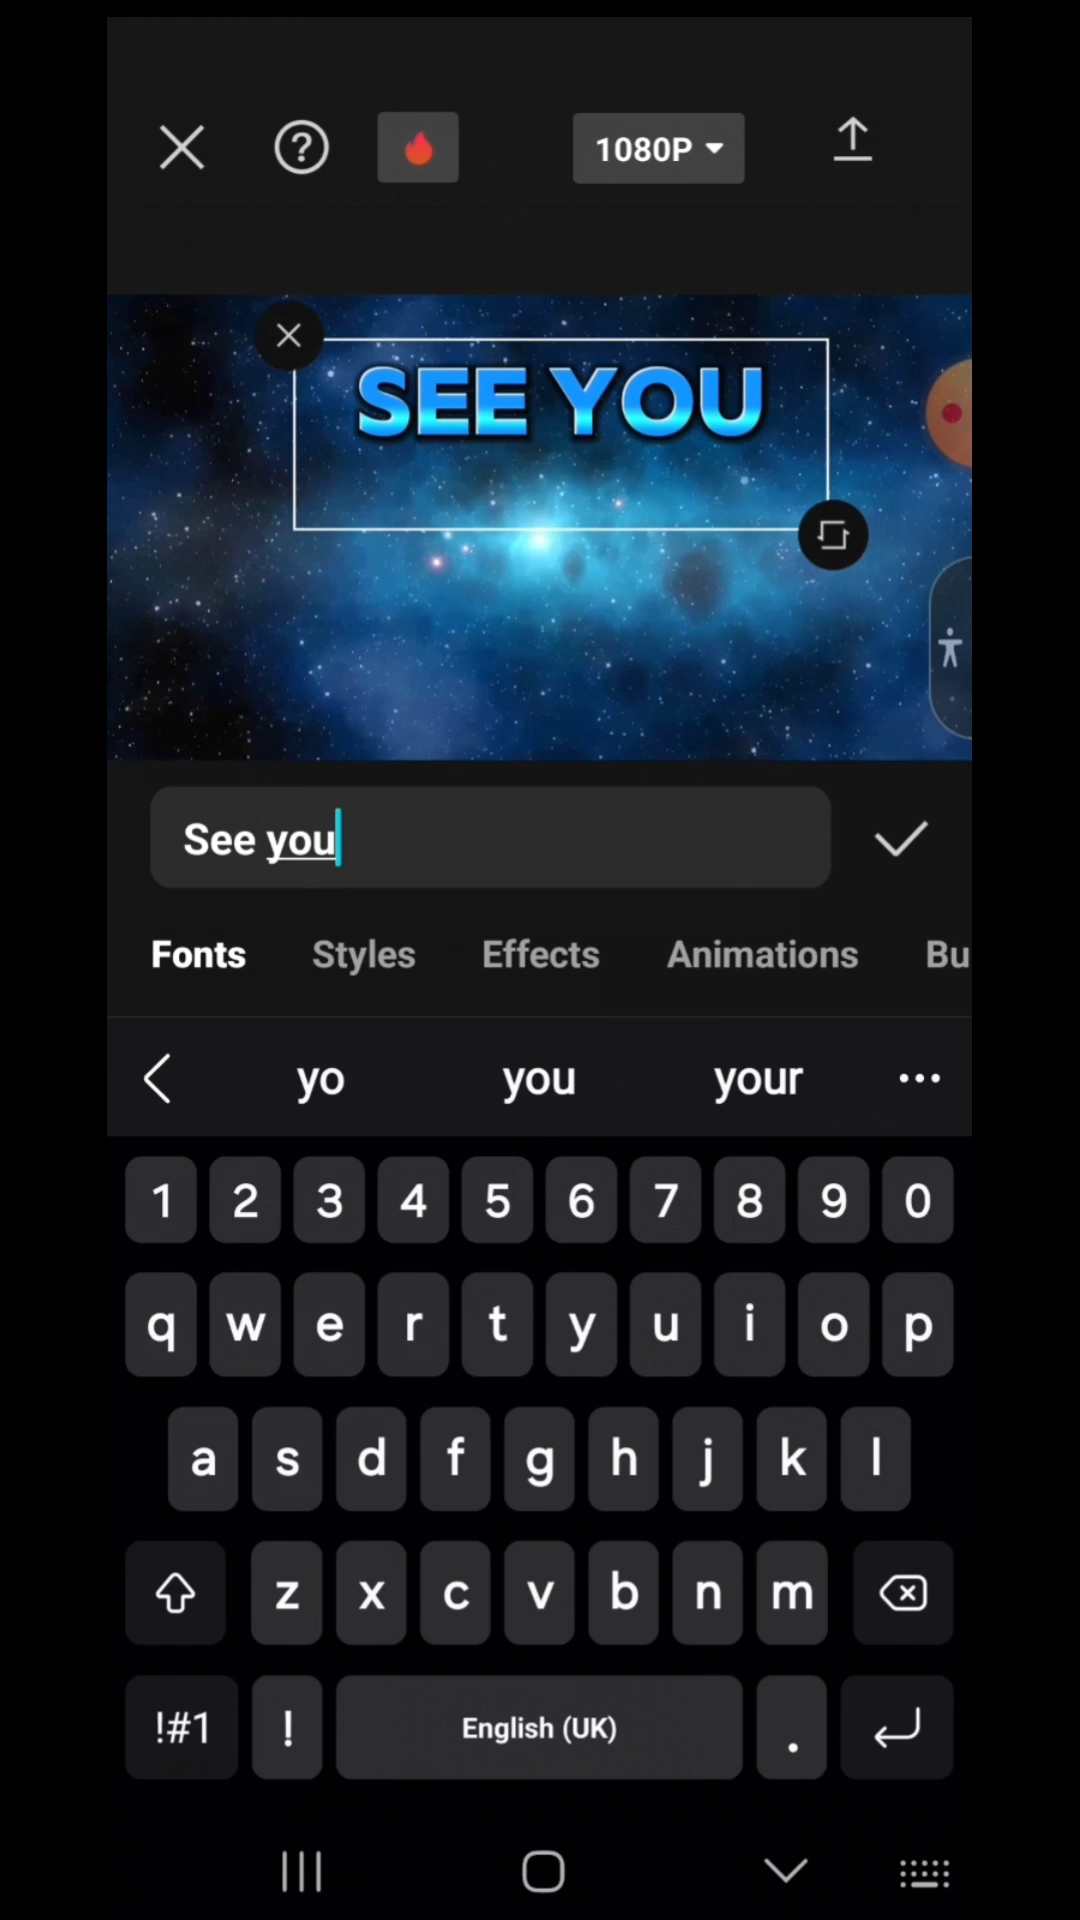 1080P
SEE YOU
See you
Fonts Styles Effects Animations Bu
yo you your
1 2 3 4 5 6 7 8 9 0
q w e r t y u i o p
a s d f g h j k l
z x c v b n m
!#1 ! English (UK) .